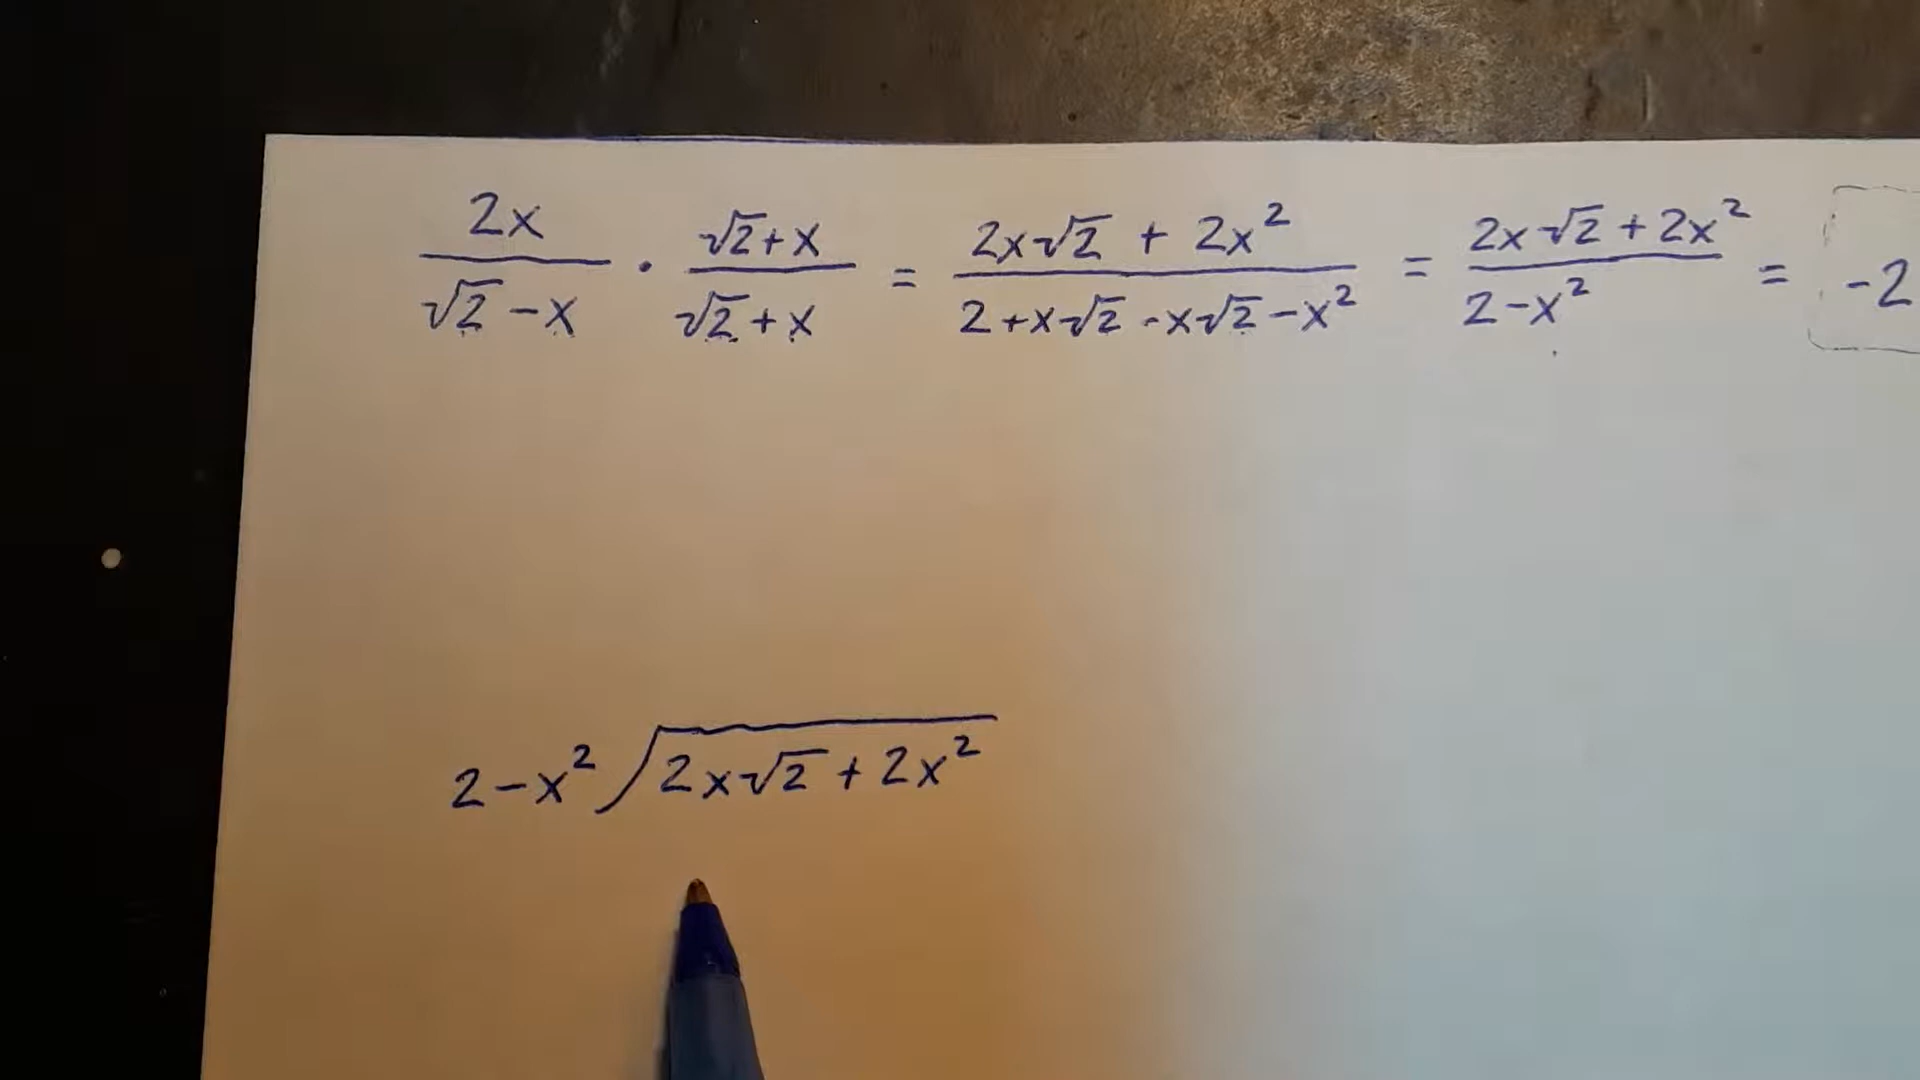 2x/(√2-x) · (√2+x)/(√2+x) = (2x√2 + 2x²)/(2+x√2-x√2-x²) = (2x√2+2x²)/(2-x²) = -2
2-x² ⟌ 2x√2 + 2x²